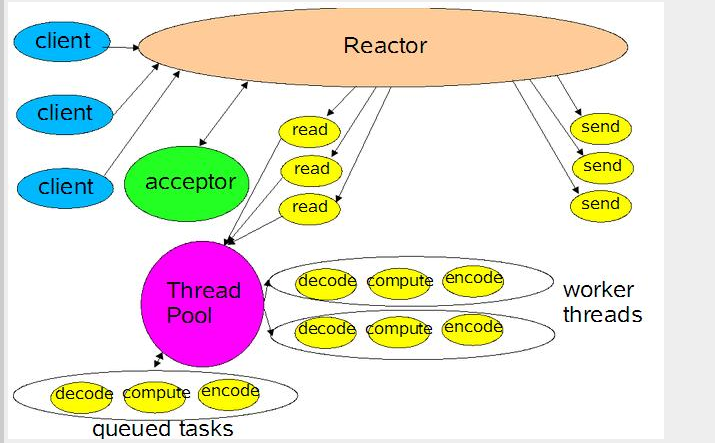 client
Reactor
client
client
acceptor
read
read
read
send
send
send
Thread
Pool
decode compute encode
decode compute encode
worker
threads
decode compute encode
queued tasks